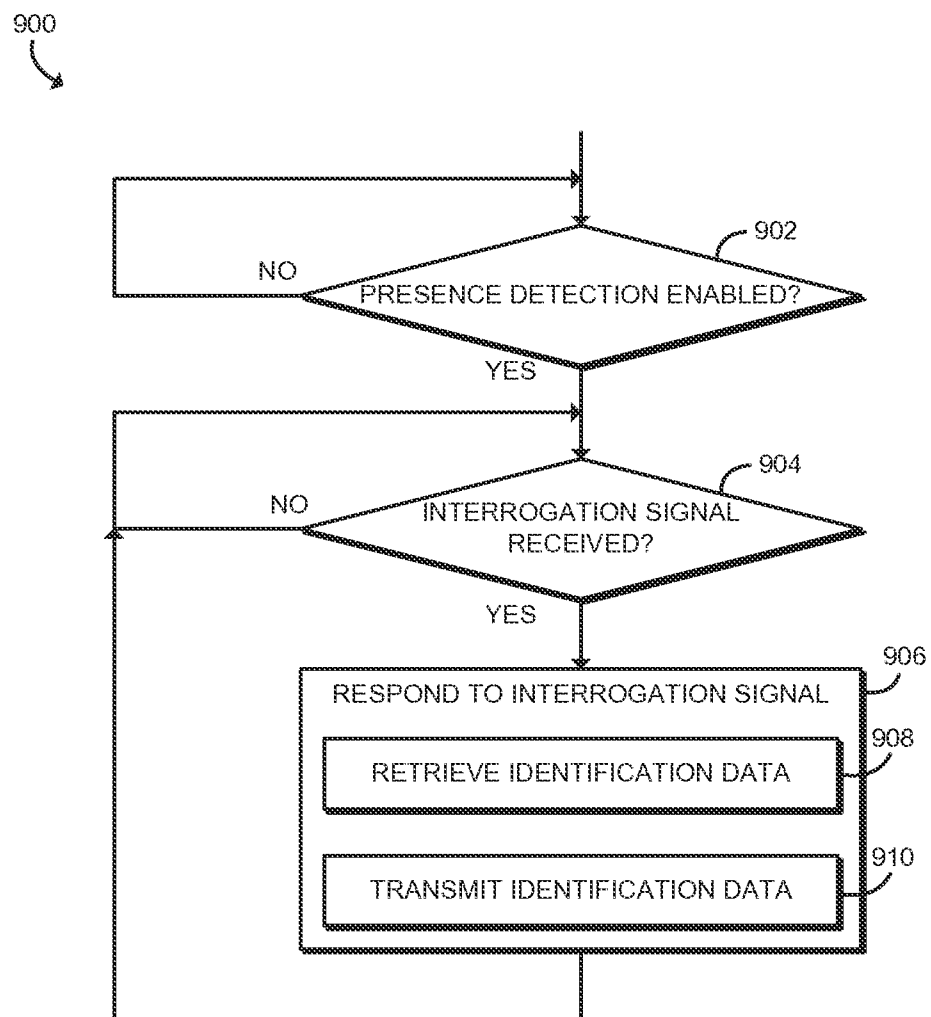 900
902
NO
PRESENCE DETECTION ENABLED?
YES
904
NO
INTERROGATION SIGNAL
RECEIVED?
YES
906
RESPOND TO INTERROGATION SIGNAL
908
RETRIEVE IDENTIFICATION DATA
910
TRANSMIT IDENTIFICATION DATA